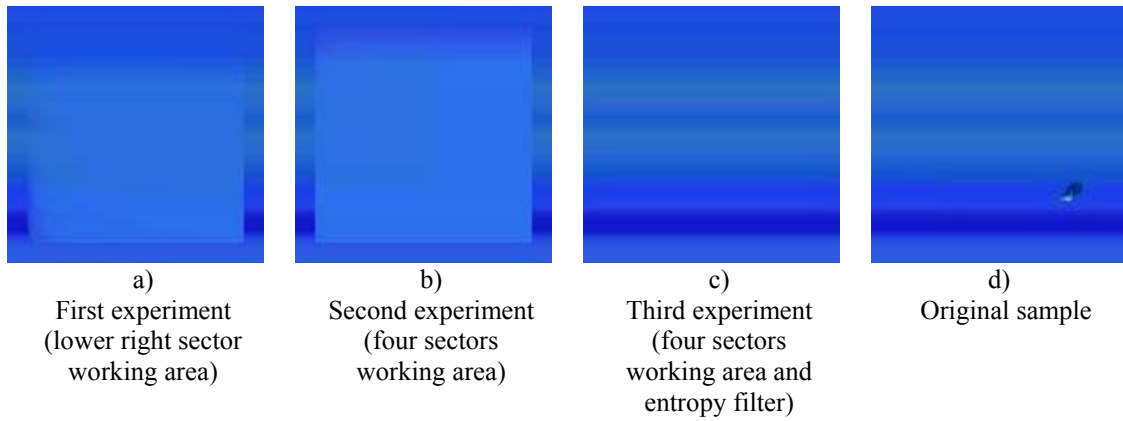 a)
First experiment
(lower right sector
working area)
b)
Second experiment
(four sectors
working area)
c)
Third experiment
(four sectors
working area and
entropy filter)
d)
Original sample